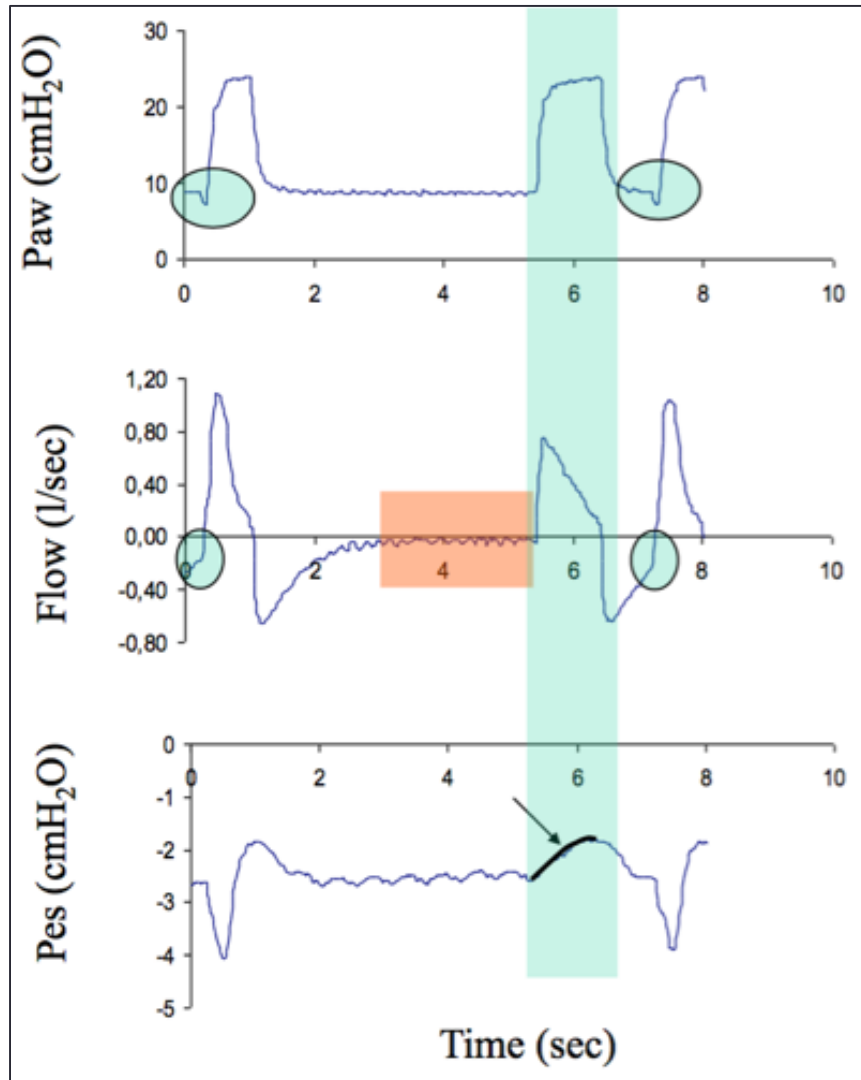 Paw (cmH₂O)
30
20
10
0
0 2 4 6 8 10
Flow (l/sec)
1,20
0,80
0,40
0,00
-0,40
-0,80
0 2 4 6 8 10
Pes (cmH₂O)
0
-1
-2
-3
-4
-5
0 2 4 6 8 10
Time (sec)